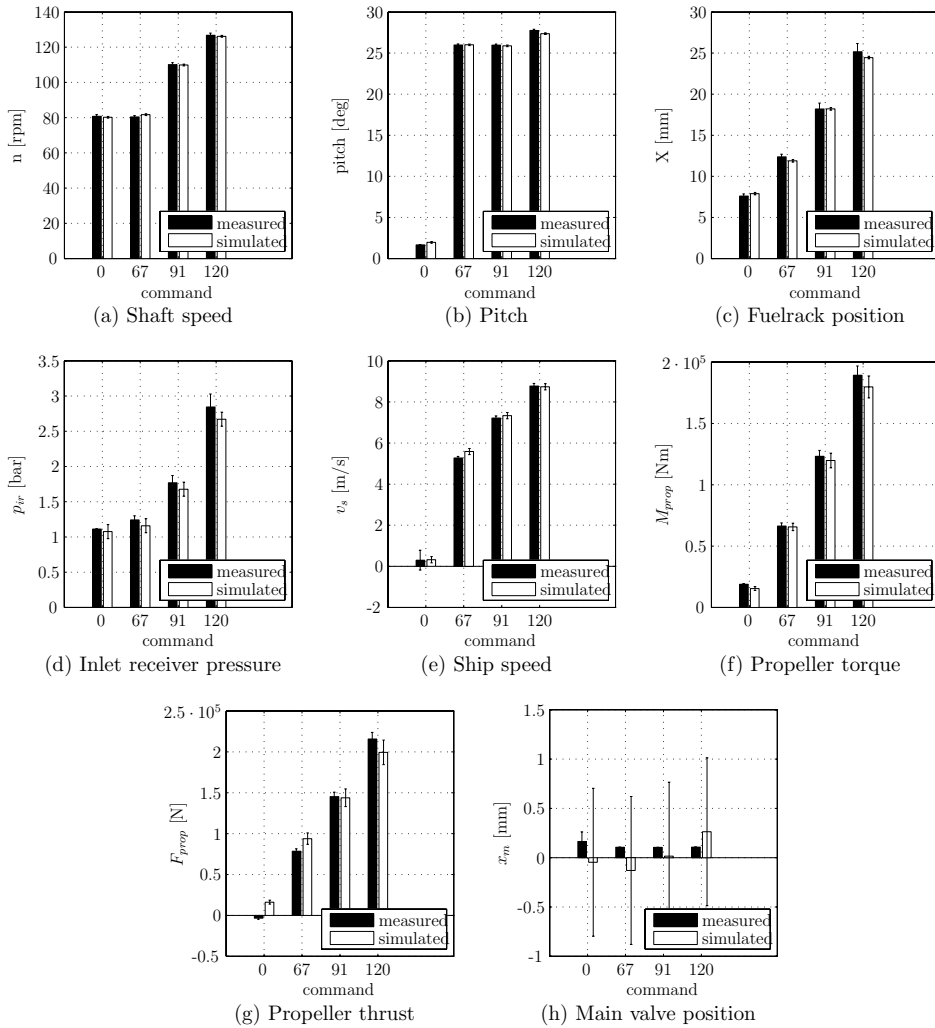 140
120
100
80
60
40
20
0
n [rpm]
measured
simulated
0 67 91 120
command
(a) Shaft speed
30
25
20
15
10
5
0
pitch [deg]
measured
simulated
0 67 91 120
command
(b) Pitch
30
25
20
15
10
5
0
X [mm]
measured
simulated
0 67 91 120
command
(c) Fuelrack position
3.5
3
2.5
2
1.5
1
0.5
0
p_ir [bar]
measured
simulated
0 67 91 120
command
(d) Inlet receiver pressure
10
8
6
4
2
0
-2
v_s [m/s]
measured
simulated
0 67 91 120
command
(e) Ship speed
2 · 10^5
1.5
1
0.5
0
M_prop [Nm]
measured
simulated
0 67 91 120
command
(f) Propeller torque
2.5 · 10^5
2
1.5
1
0.5
0
-0.5
F_prop [N]
measured
simulated
0 67 91 120
command
(g) Propeller thrust
1.5
1
0.5
0
-0.5
-1
x_m [mm]
measured
simulated
0 67 91 120
command
(h) Main valve position